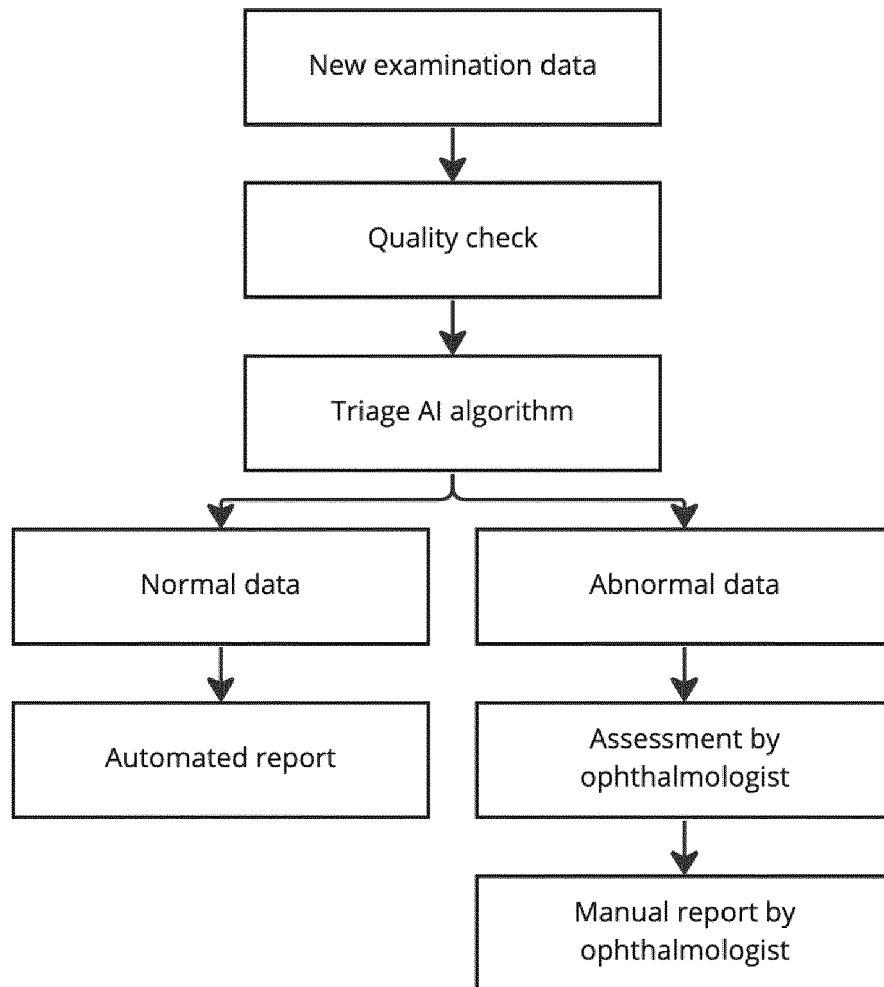 New examination data
Quality check
Triage AI algorithm
Normal data
Abnormal data
Automated report
Assessment by
ophthalmologist
Manual report by
ophthalmologist